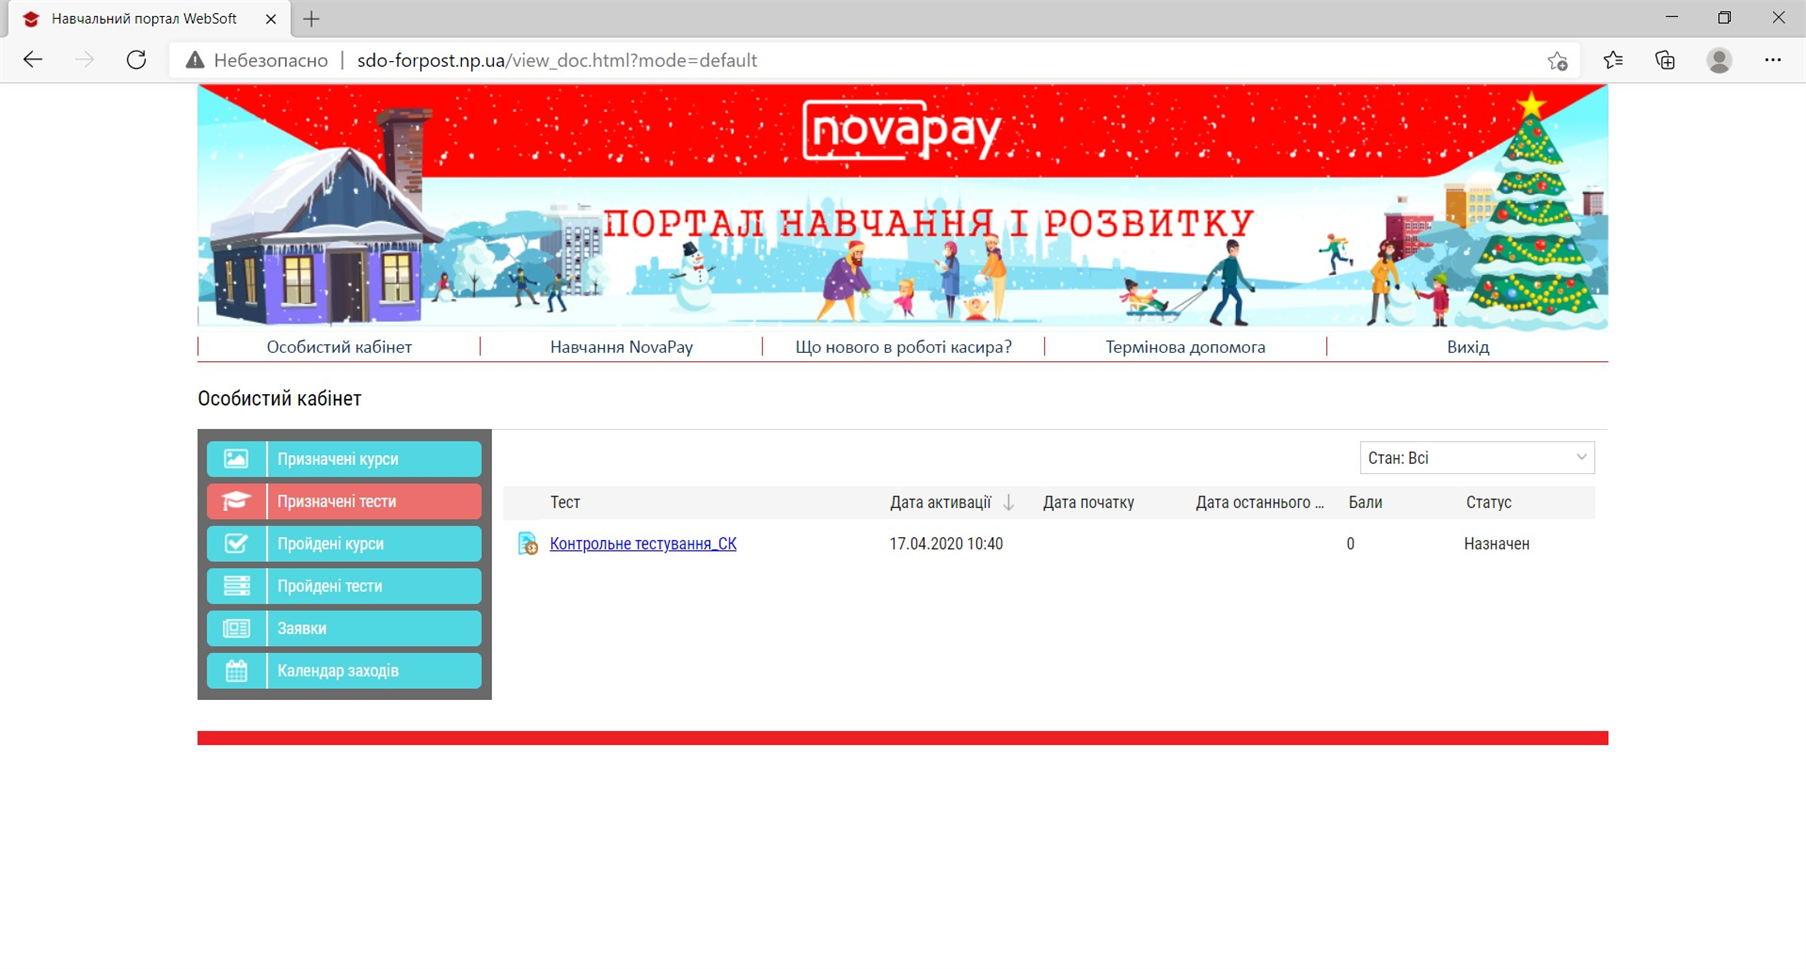 Навчальний портал WebSoft
Небезопасно | sdo-forpost.np.ua/view_doc.html?mode=default
novapay
ПОРТАЛ НАВЧАННЯ І РОЗВИТКУ
Особистий кабінет
Навчання NovaPay
Що нового в роботі касира?
Термінова допомога
Вихід
Особистий кабінет
Призначені курси
Призначені тести
Пройдені курси
Пройдені тести
Заявки
Календар заходів
Стан: Всі
Тест Дата активації Дата початку Дата останнього ... Бали Статус
Контрольне тестування_СК 17.04.2020 10:40 0 Назначен